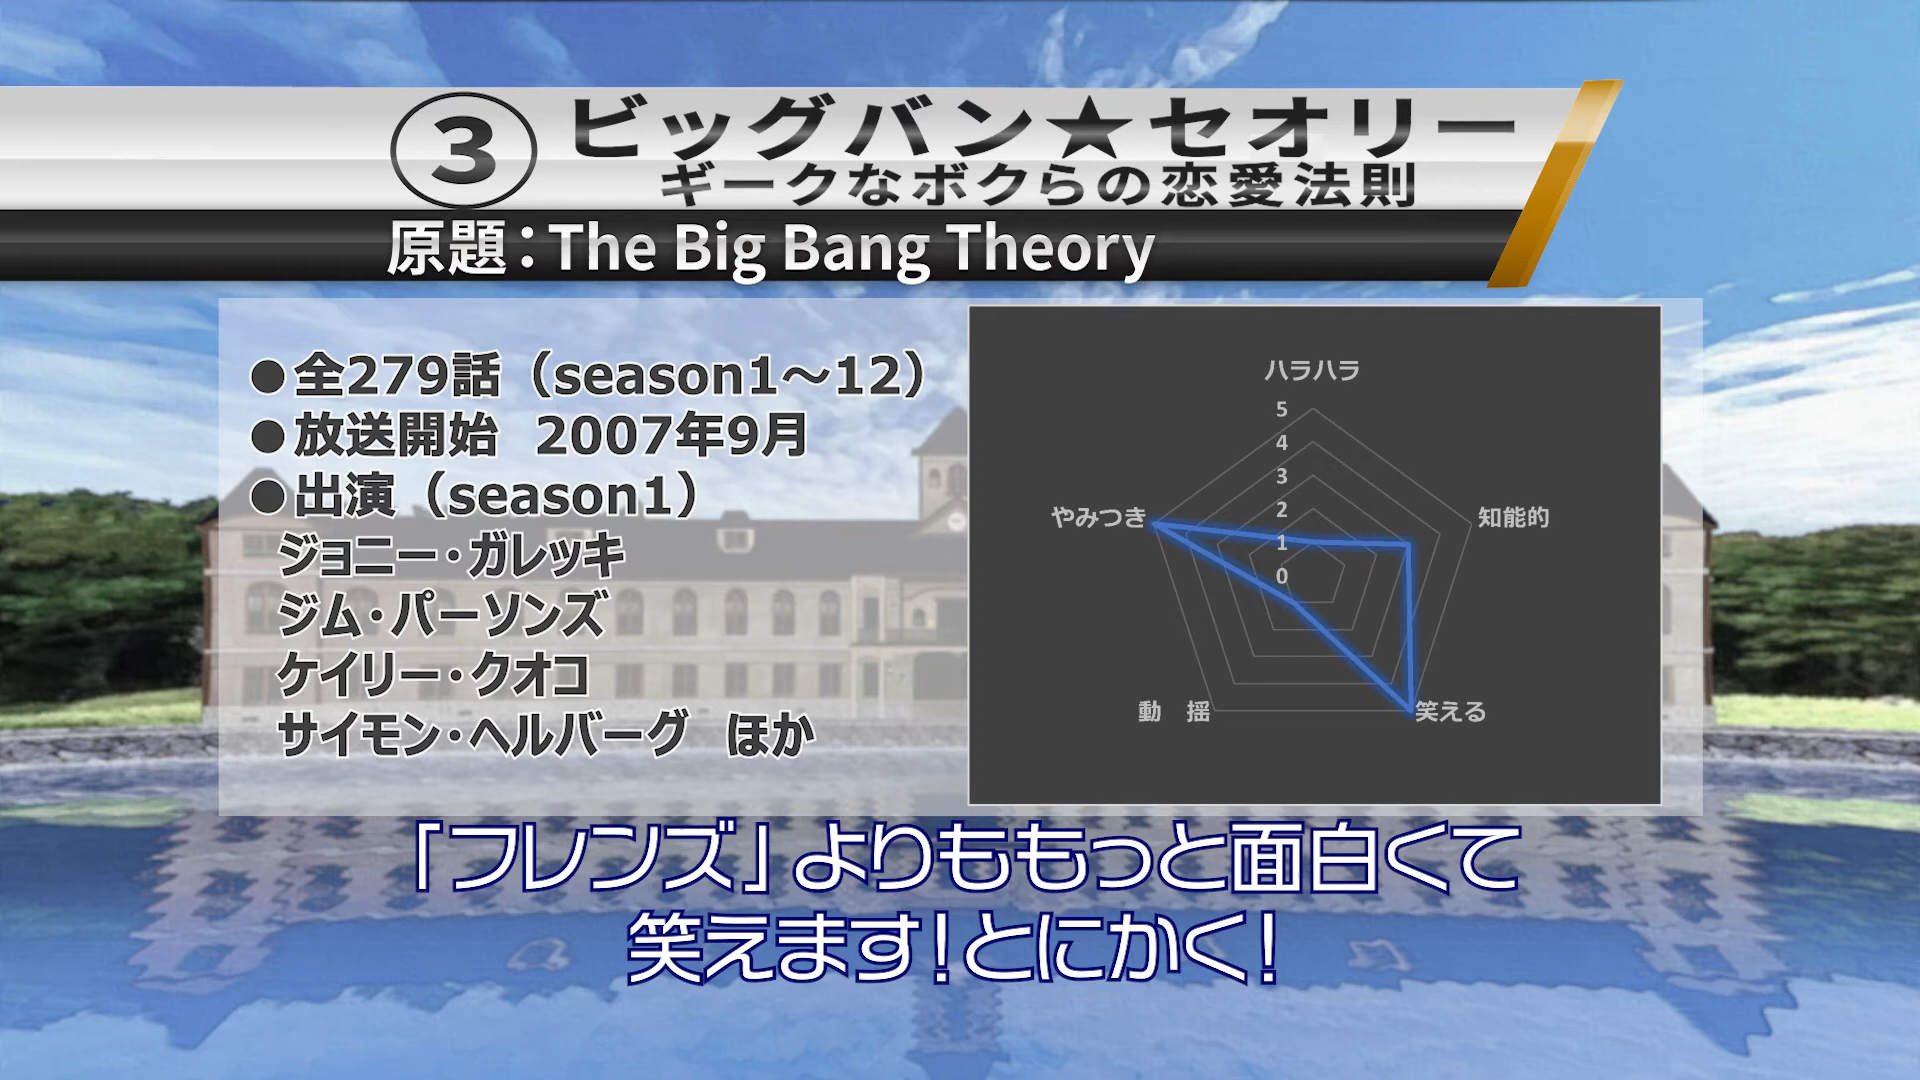 ③ ビッグバン★セオリー
ギークなボクらの恋愛法則
原題：The Big Bang Theory
●全279話（season1～12）
●放送開始 2007年9月
●出演（season1）
ジョニー・ガレッキ
ジム・パーソンズ
ケイリー・クオコ
サイモン・ヘルバーグ ほか
ハラハラ
5
4
3
2
1
0
やみつき
知能的
動 揺
笑える
「フレンズ」よりももっと面白くて
笑えます！とにかく！